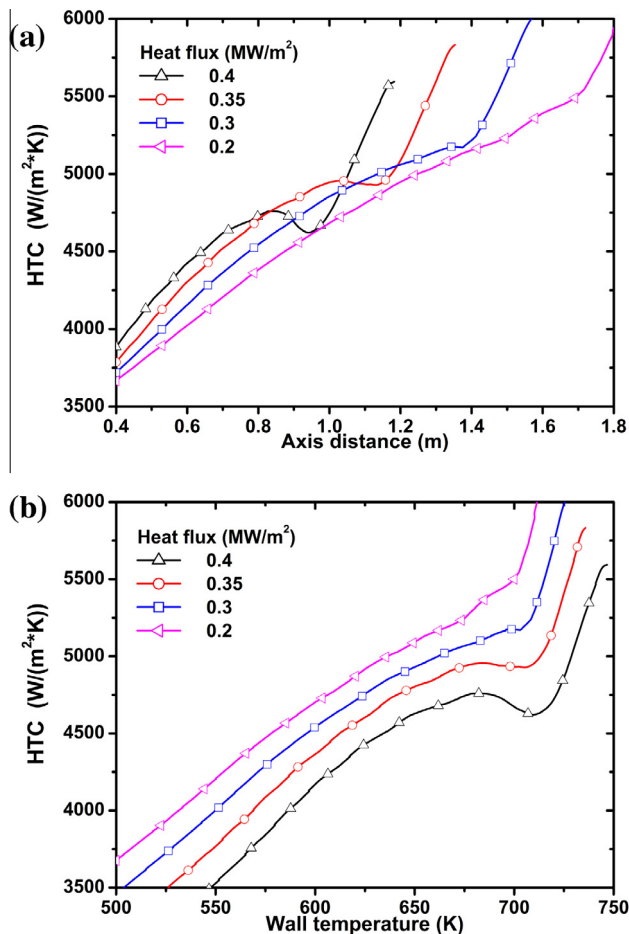 (a)
Heat flux (MW/m²)
0.4
0.35
0.3
0.2
HTC (W/(m²*K))
6000
5500
5000
4500
4000
3500
0.4 0.6 0.8 1.0 1.2 1.4 1.6 1.8
Axis distance (m)
(b)
Heat flux (MW/m²)
0.4
0.35
0.3
0.2
HTC (W/(m²*K))
6000
5500
5000
4500
4000
3500
500 550 600 650 700 750
Wall temperature (K)